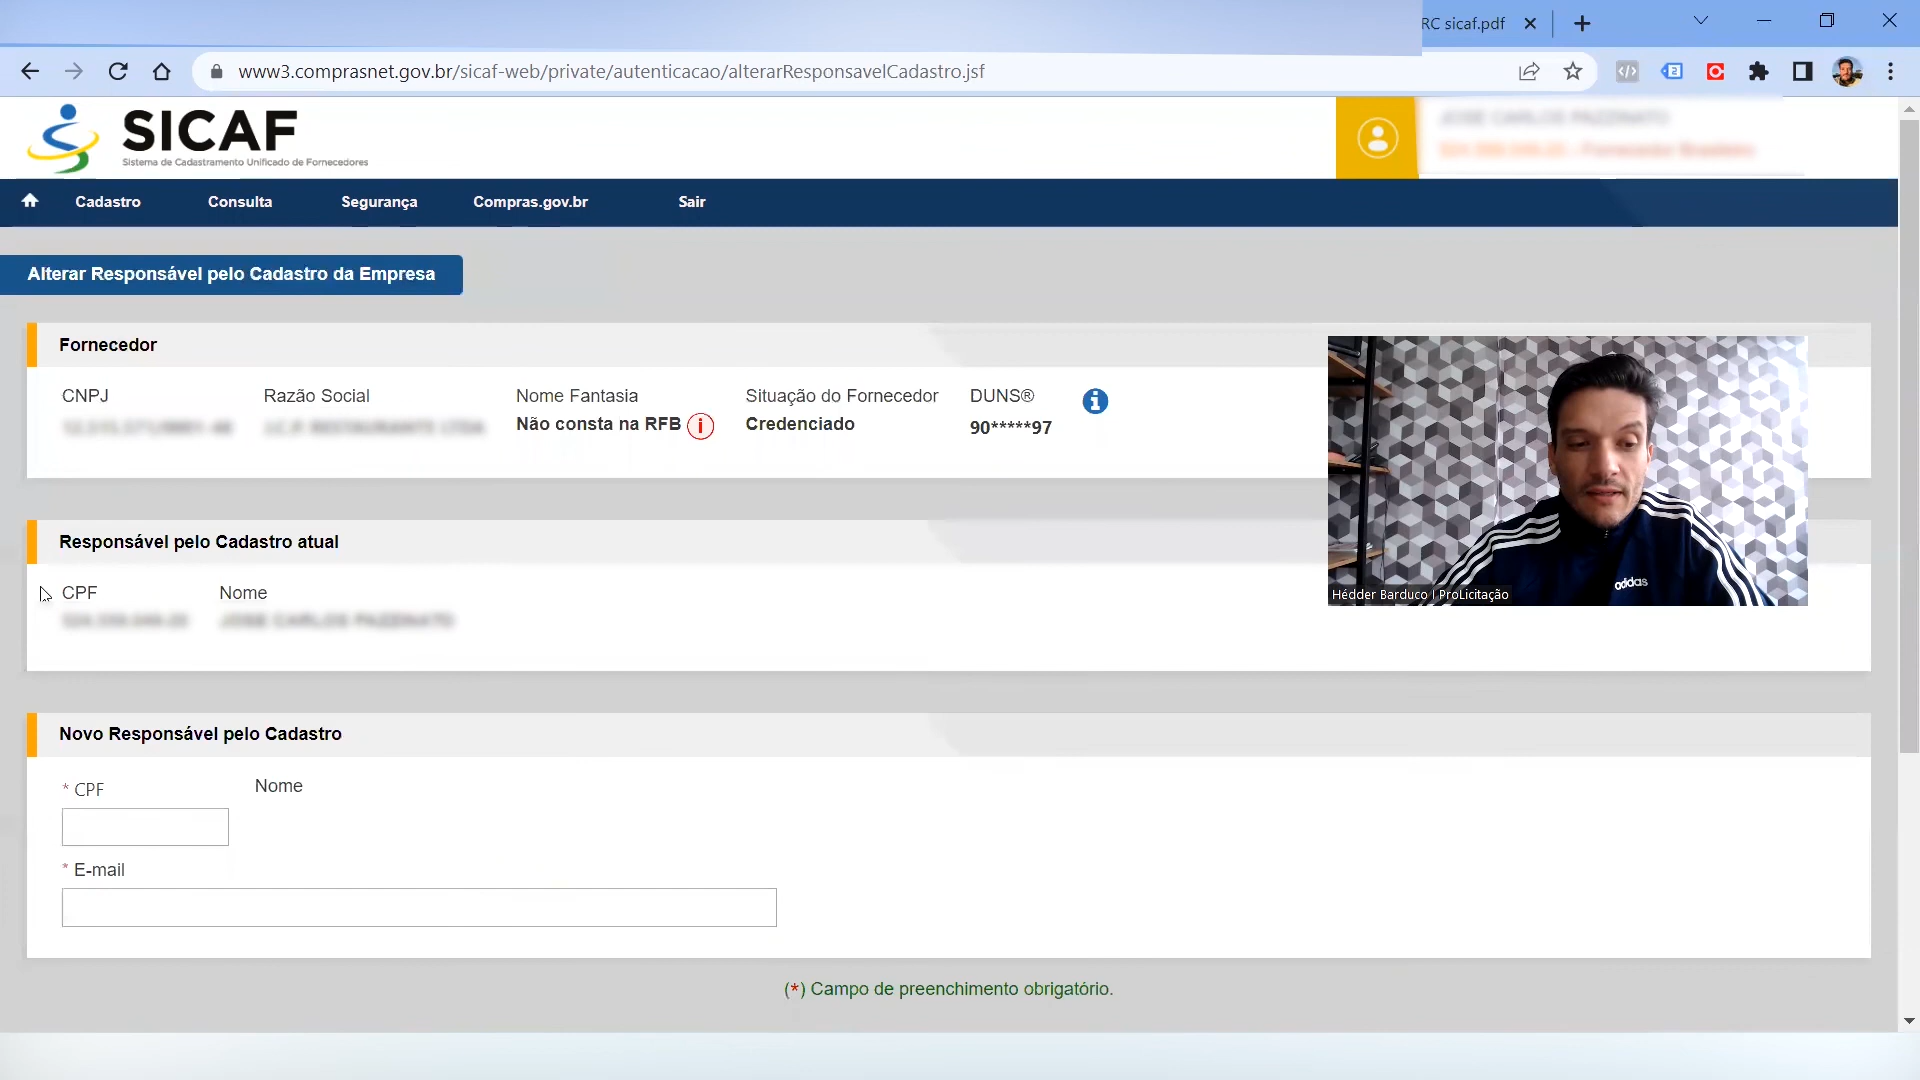 RC sicaf.pdf
www3.comprasnet.gov.br/sicaf-web/private/autenticacao/alterarResponsavelCadastro.jsf
SICAF
Sistema de Cadastramento Unificado de Fornecedores
Cadastro Consulta Segurança Compras.gov.br Sair
Alterar Responsável pelo Cadastro da Empresa
Fornecedor
CNPJ Razão Social Nome Fantasia Situação do Fornecedor DUNS®
Não consta na RFB Credenciado 90*****97
Responsável pelo Cadastro atual
CPF Nome
adidas
Hédder Barduco | ProLicitação
Novo Responsável pelo Cadastro
* CPF Nome
* E-mail
(*) Campo de preenchimento obrigatório.